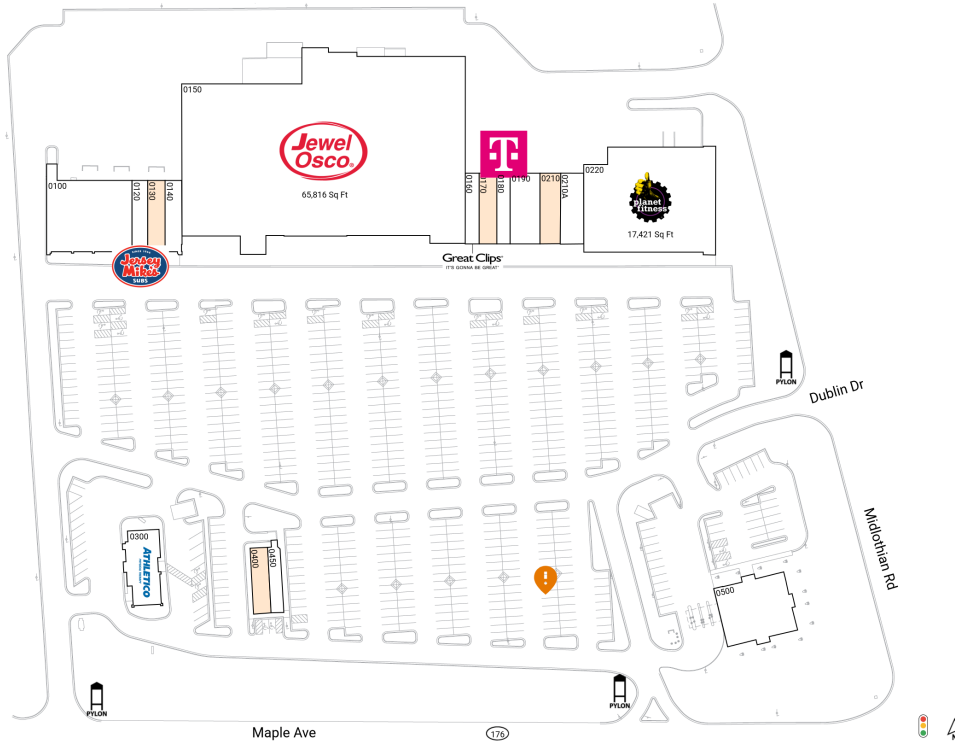 0150
Jewel
Osco®
65,816 Sq Ft
T
0100
0120
0130
0140
0160
0170
0180
0190
0210
0210A
0220
planet
fitness
17,421 Sq Ft
SINCE 1956
Jersey
Mike's
SUBS
Great Clips®
IT'S GONNA BE GREAT®
PYLON
Dublin Dr
Midlothian Rd
0300
ATHLETICO
0400
0450
!
0500
PYLON
PYLON
Maple Ave
176
N